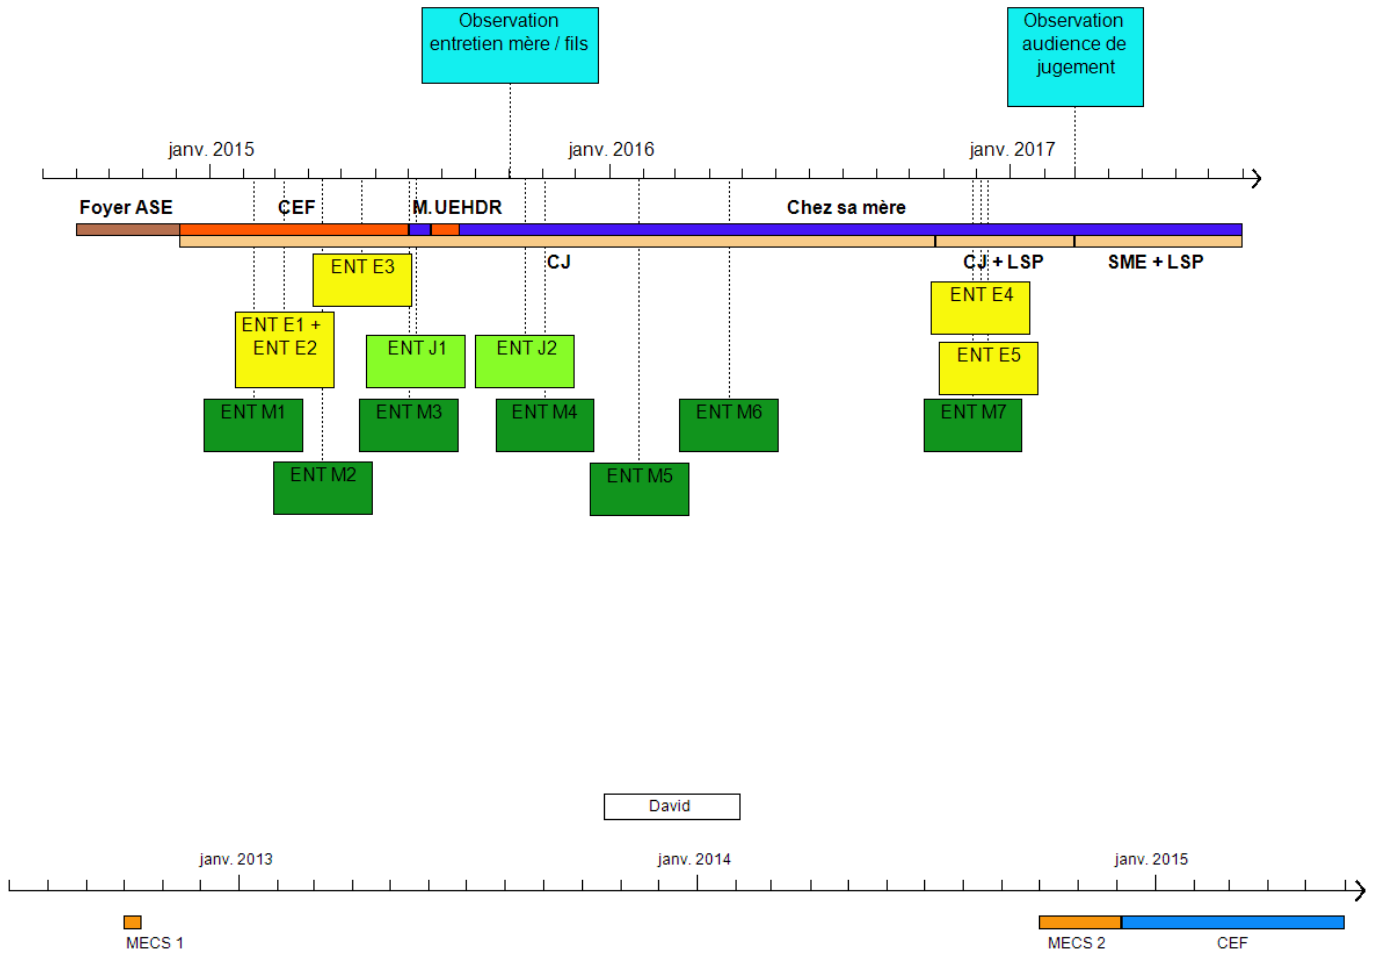 Observation
entretien mère / fils
Observation
audience de
jugement
janv. 2015
janv. 2016
janv. 2017
Foyer ASE
CEF
M.
UEHDR
Chez sa mère
CJ
CJ + LSP
SME + LSP
ENT E3
ENT E4
ENT E1 +
ENT E2
ENT J1
ENT J2
ENT E5
ENT M1
ENT M3
ENT M4
ENT M6
ENT M7
ENT M2
ENT M5
David
janv. 2013
janv. 2014
janv. 2015
MECS 1
MECS 2
CEF